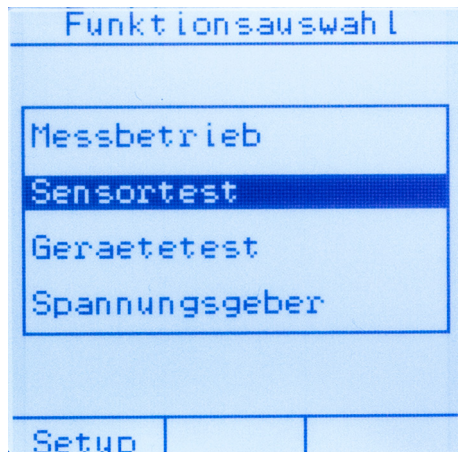 Funktionsauswahl
Messbetrieb
Sensortest
Geraetetest
Spannungsgeber
Setup